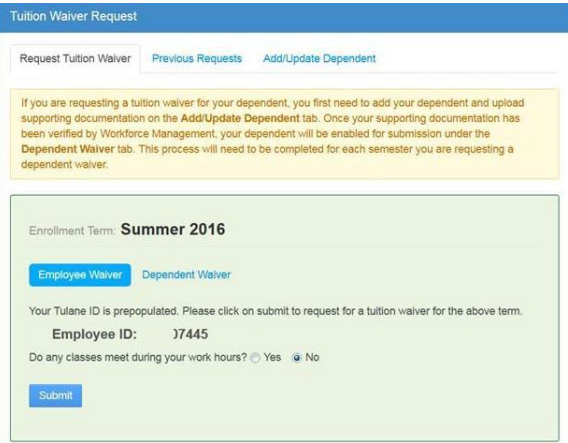 Tuition Waiver Request
Request Tuition Waiver Previous Requests Add/Update Dependent
If you are requesting a tuition waiver for your dependent, you first need to add your dependent and upload
supporting documentation on the Add/Update Dependent tab. Once your supporting documentation has
been verified by Workforce Management, your dependent will be enabled for submission under the
Dependent Waiver tab. This process will need to be completed for each semester you are requesting a
dependent waiver.
Enrollment Term: Summer 2016
Employee Waiver Dependent Waiver
Your Tulane ID is prepopulated. Please click on submit to request for a tuition waiver for the above term.
Employee ID: 07445
Do any classes meet during your work hours? Yes No
Submit